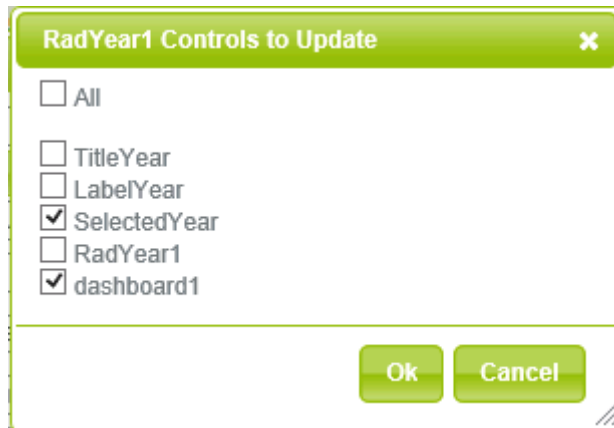 RadYear1 Controls to Update
All
TitleYear
LabelYear
SelectedYear
RadYear1
dashboard1
Ok Cancel